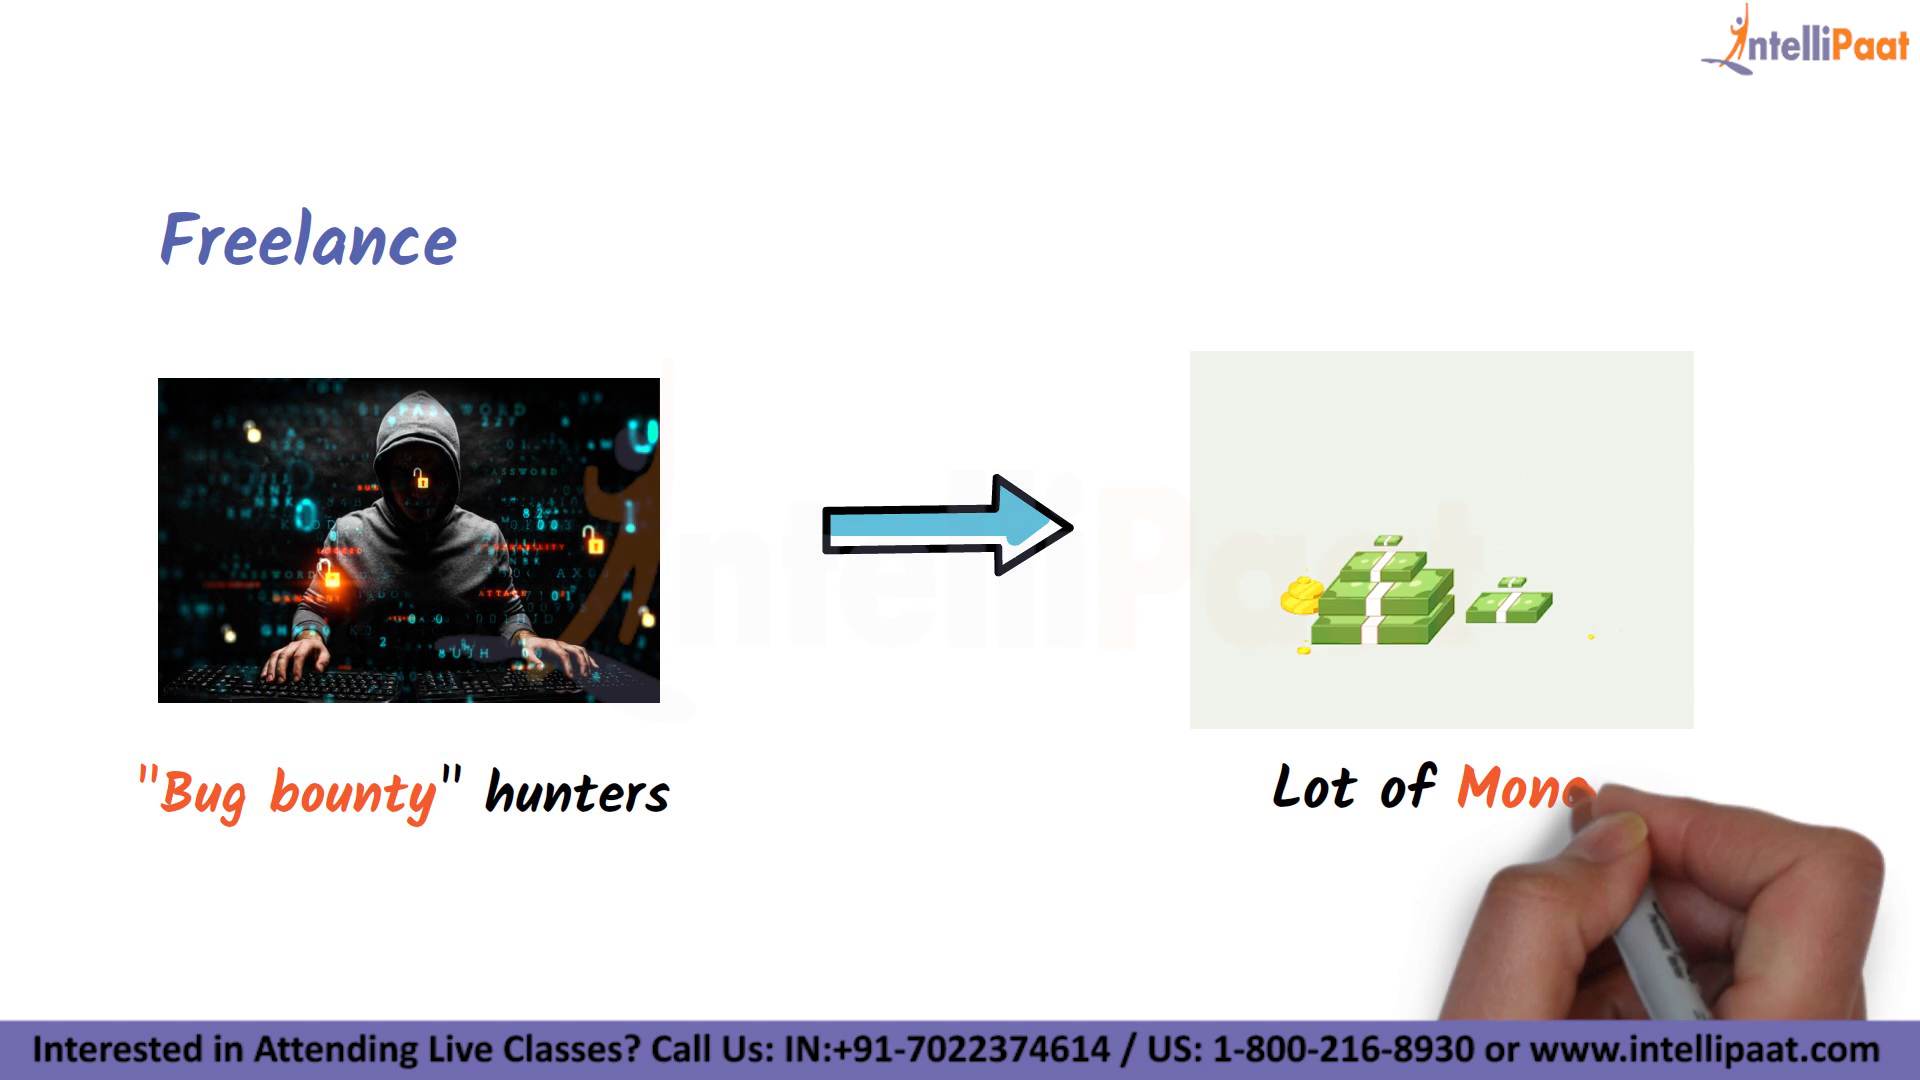 IntelliPaat
Freelance
"Bug bounty" hunters
Lot of Mone
Interested in Attending Live Classes? Call Us: IN:+91-7022374614 / US: 1-800-216-8930 or www.intellipaat.com